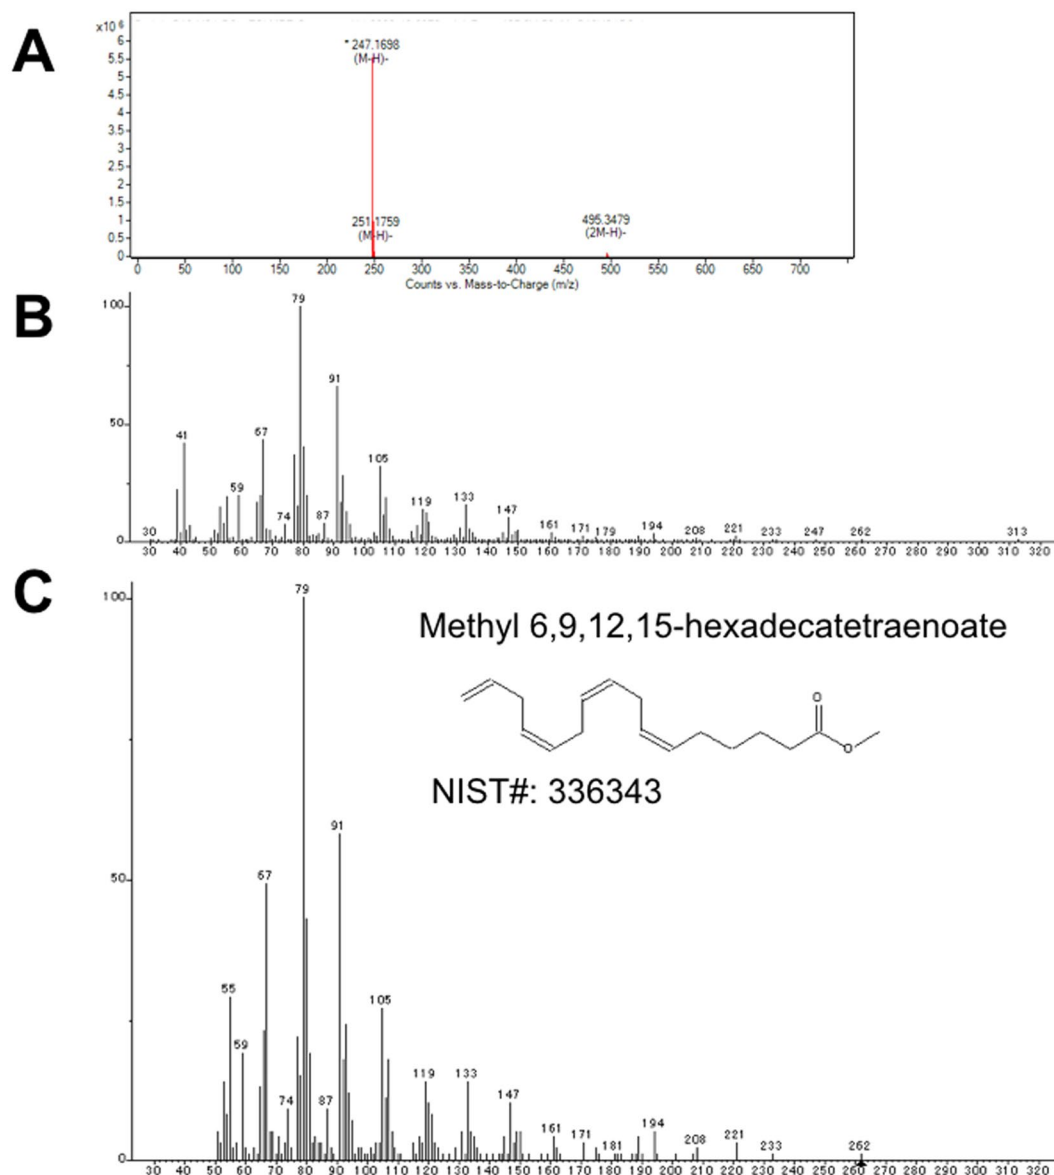 A
x10 6
6
5.5
5
4.5
4
3.5
3
2.5
2
1.5
1
0.5
0
* 247.1698
(M-H)-
251.1759
(M-H)-
495.3479
(2M-H)-
0 50 100 150 200 250 300 350 400 450 500 550 600 650 700
Counts vs. Mass-to-Charge (m/z)
B
100
50
0
30 41 59 67 74 79 87 91 105 119 133 147 161 171 179 194 208 221 233 247 262 313
30 40 50 60 70 80 90 100 110 120 130 140 150 160 170 180 190 200 210 220 230 240 250 260 270 280 290 300 310 320
C
100
50
0
Methyl 6,9,12,15-hexadecatetraenoate
O
O
NIST#: 336343
55 59 67 74 79 87 91 105 119 133 147 161 171 181 194 208 221 233 262
30 40 50 60 70 80 90 100 110 120 130 140 150 160 170 180 190 200 210 220 230 240 250 260 270 280 290 300 310 320